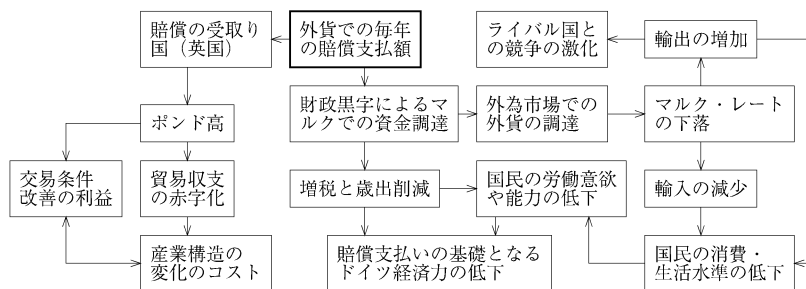 賠償の受取り
国（英国）
外貨での毎年
の賠償支払額
ライバル国と
の競争の激化
輸出の増加
ポンド高
財政黒字によるマ
ルクでの資金調達
外為市場での
外貨の調達
マルク・レート
の下落
交易条件
改善の利益
貿易収支
の赤字化
増税と歳出削減
国民の労働意欲
や能力の低下
輸入の減少
産業構造の
変化のコスト
賠償支払いの基礎となる
ドイツ経済力の低下
国民の消費・
生活水準の低下